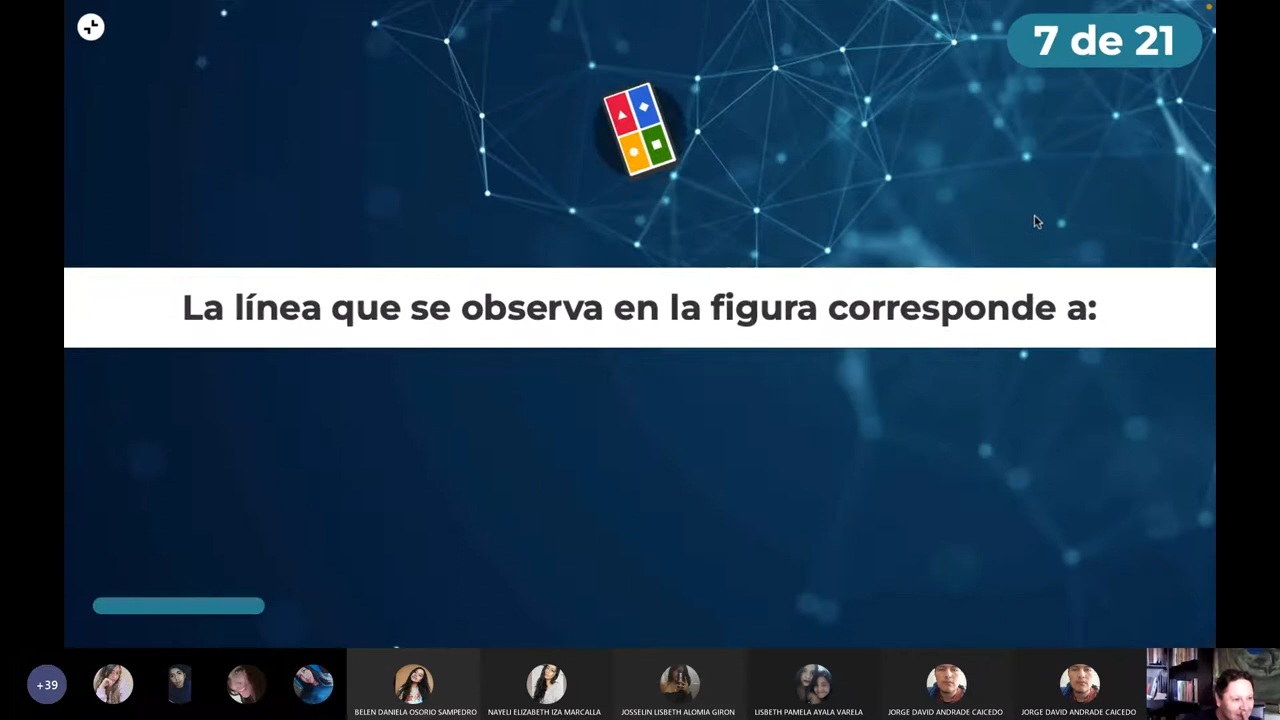 7 de 21
La línea que se observa en la figura corresponde a:
+39
BELEN DANIELA OSORIO SAMPEDRO
NAYELI ELIZABETH IZA MARCALLA
JOSSELIN LISBETH ALOMIA GIRON
LISBETH PAMELA AYALA VARELA
JORGE DAVID ANDRADE CAICEDO
JORGE DAVID ANDRADE CAICEDO